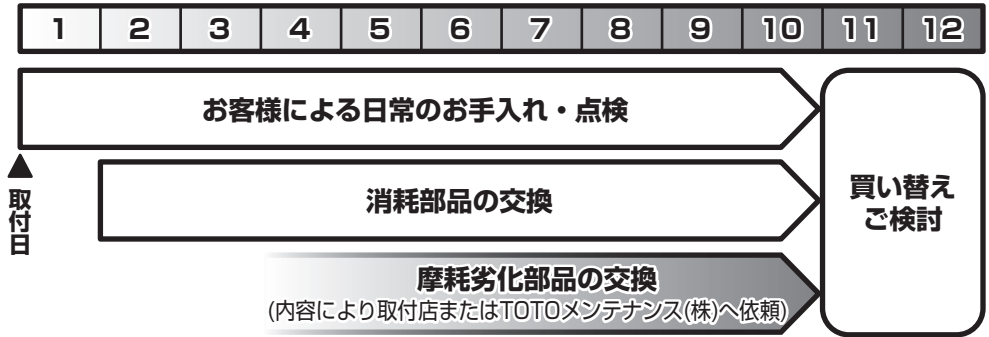 1 2 3 4 5 6 7 8 9 10 11 12
お客様による日常のお手入れ・点検
取付日
消耗部品の交換
買い替え
ご検討
摩耗劣化部品の交換
(内容により取付店またはTOTOメンテナンス(株)へ依頼)